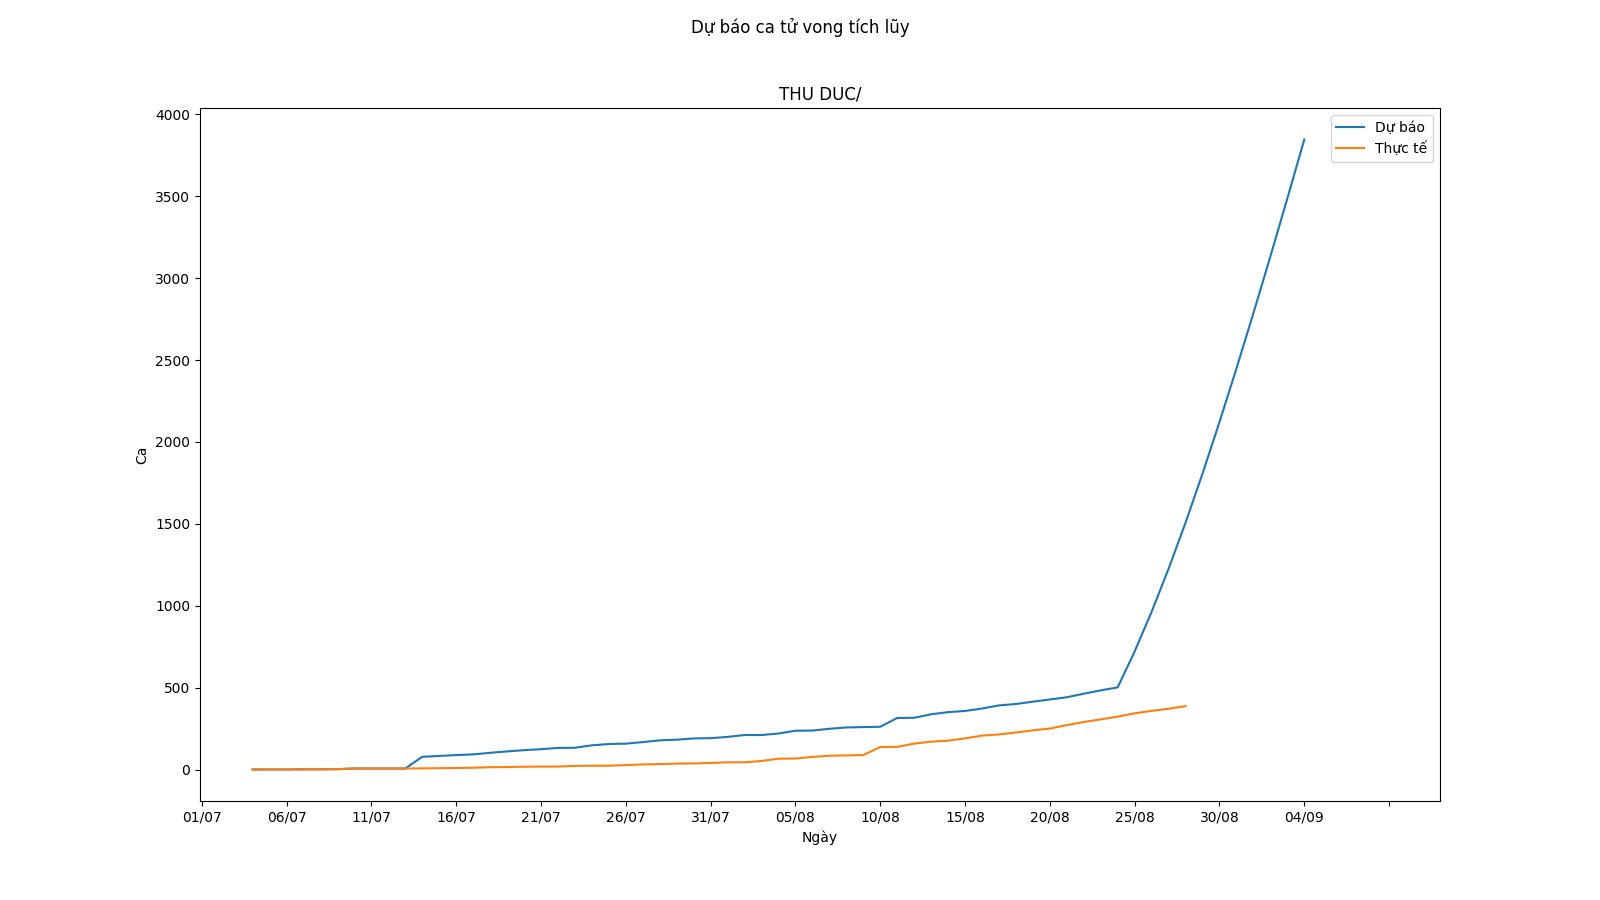 Dự báo ca tử vong tích lũy
THU DUC/
Dự báo
Thực tế
4000
3500
3000
2500
2000
1500
1000
500
0
Ca
01/07 06/07 11/07 16/07 21/07 26/07 31/07 05/08 10/08 15/08 20/08 25/08 30/08 04/09
Ngày